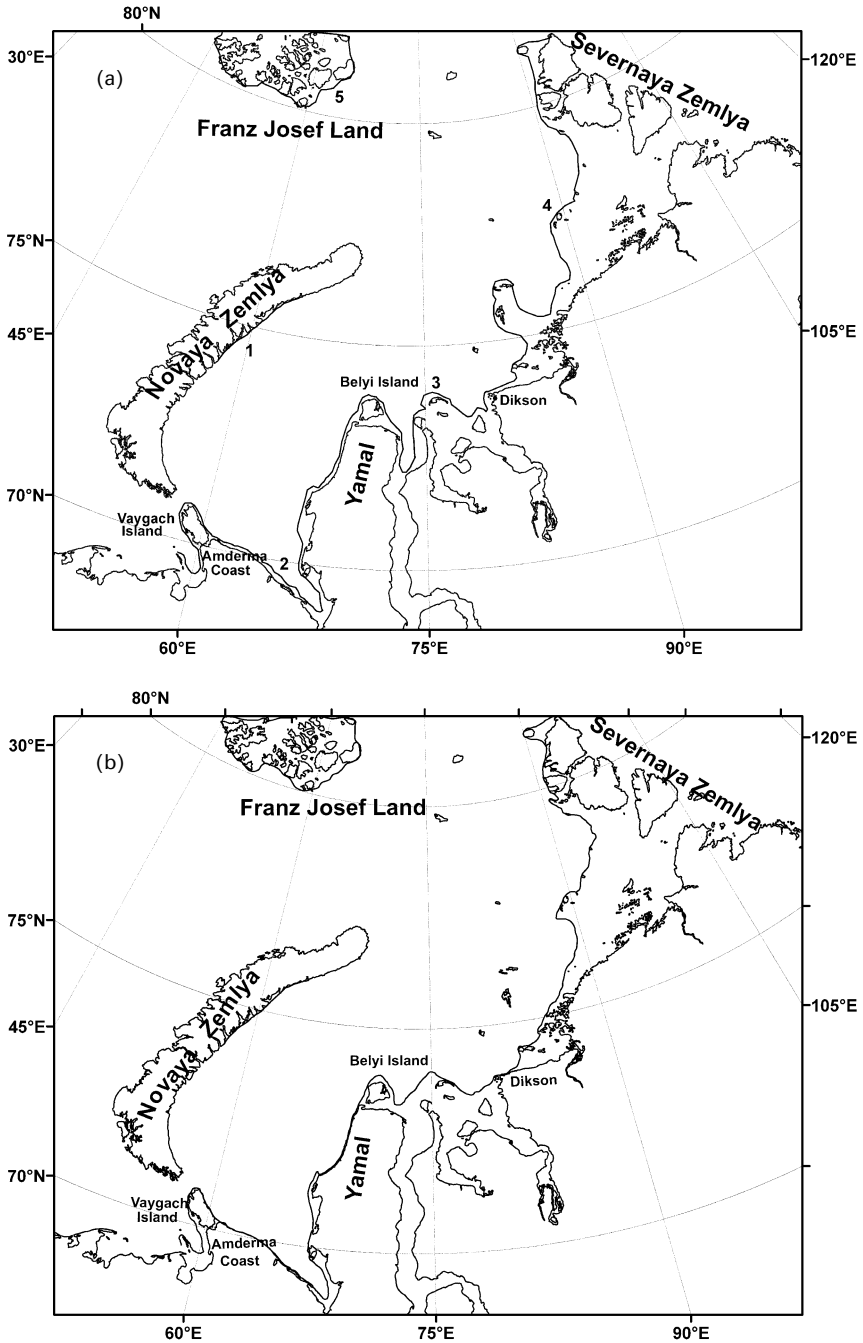 80°N
30°E
120°E
(a)
Severnaya Zemlya
5
Franz Josef Land
4
75°N
Novaya Zemlya
45°E
105°E
1
Belyi Island
3
Dikson
Yamal
70°N
Vaygach
Island
Amderma
Coast
2
60°E
75°E
90°E
80°N
30°E
120°E
(b)
Severnaya Zemlya
Franz Josef Land
75°N
Novaya Zemlya
45°E
105°E
Belyi Island
Dikson
Yamal
70°N
Vaygach
Island
Amderma
Coast
60°E
75°E
90°E